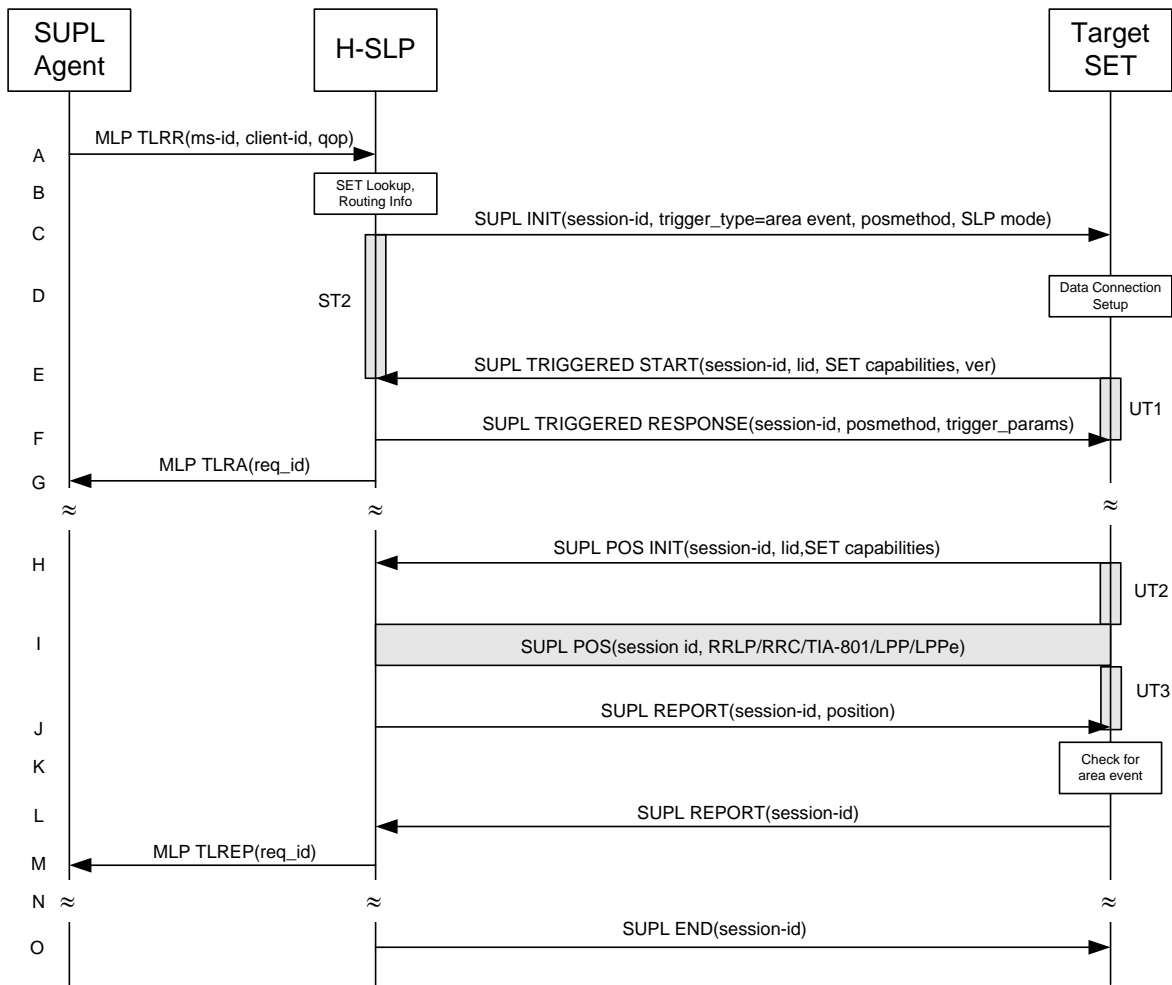 SUPL
Agent
H-SLP
Target
SET
MLP TLRR(ms-id, client-id, qop)
A
SET Lookup,
Routing Info
B
SUPL INIT(session-id, trigger_type=area event, posmethod, SLP mode)
C
D
ST2
Data Connection
Setup
SUPL TRIGGERED START(session-id, lid, SET capabilities, ver)
E
UT1
SUPL TRIGGERED RESPONSE(session-id, posmethod, trigger_params)
F
MLP TLRA(req_id)
G
≈ ≈ ≈
SUPL POS INIT(session-id, lid,SET capabilities)
H
UT2
I
SUPL POS(session id, RRLP/RRC/TIA-801/LPP/LPPe)
UT3
SUPL REPORT(session-id, position)
J
K
Check for
area event
SUPL REPORT(session-id)
L
MLP TLREP(req_id)
M
N ≈ ≈ ≈
SUPL END(session-id)
O